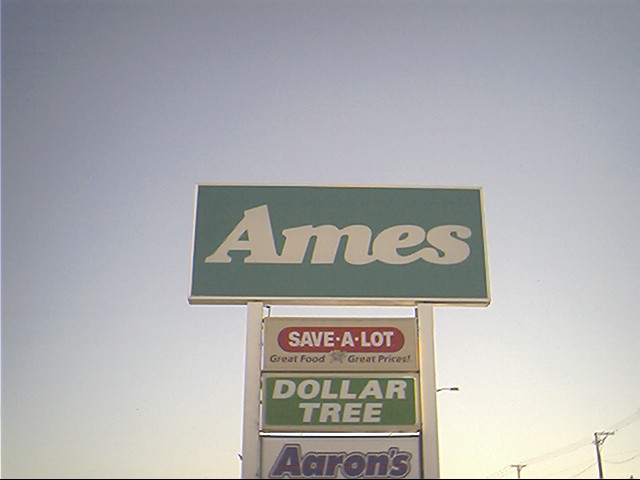 Ames
SAVE·A·LOT
Great Food Great Prices!
DOLLAR
TREE
Aaron's